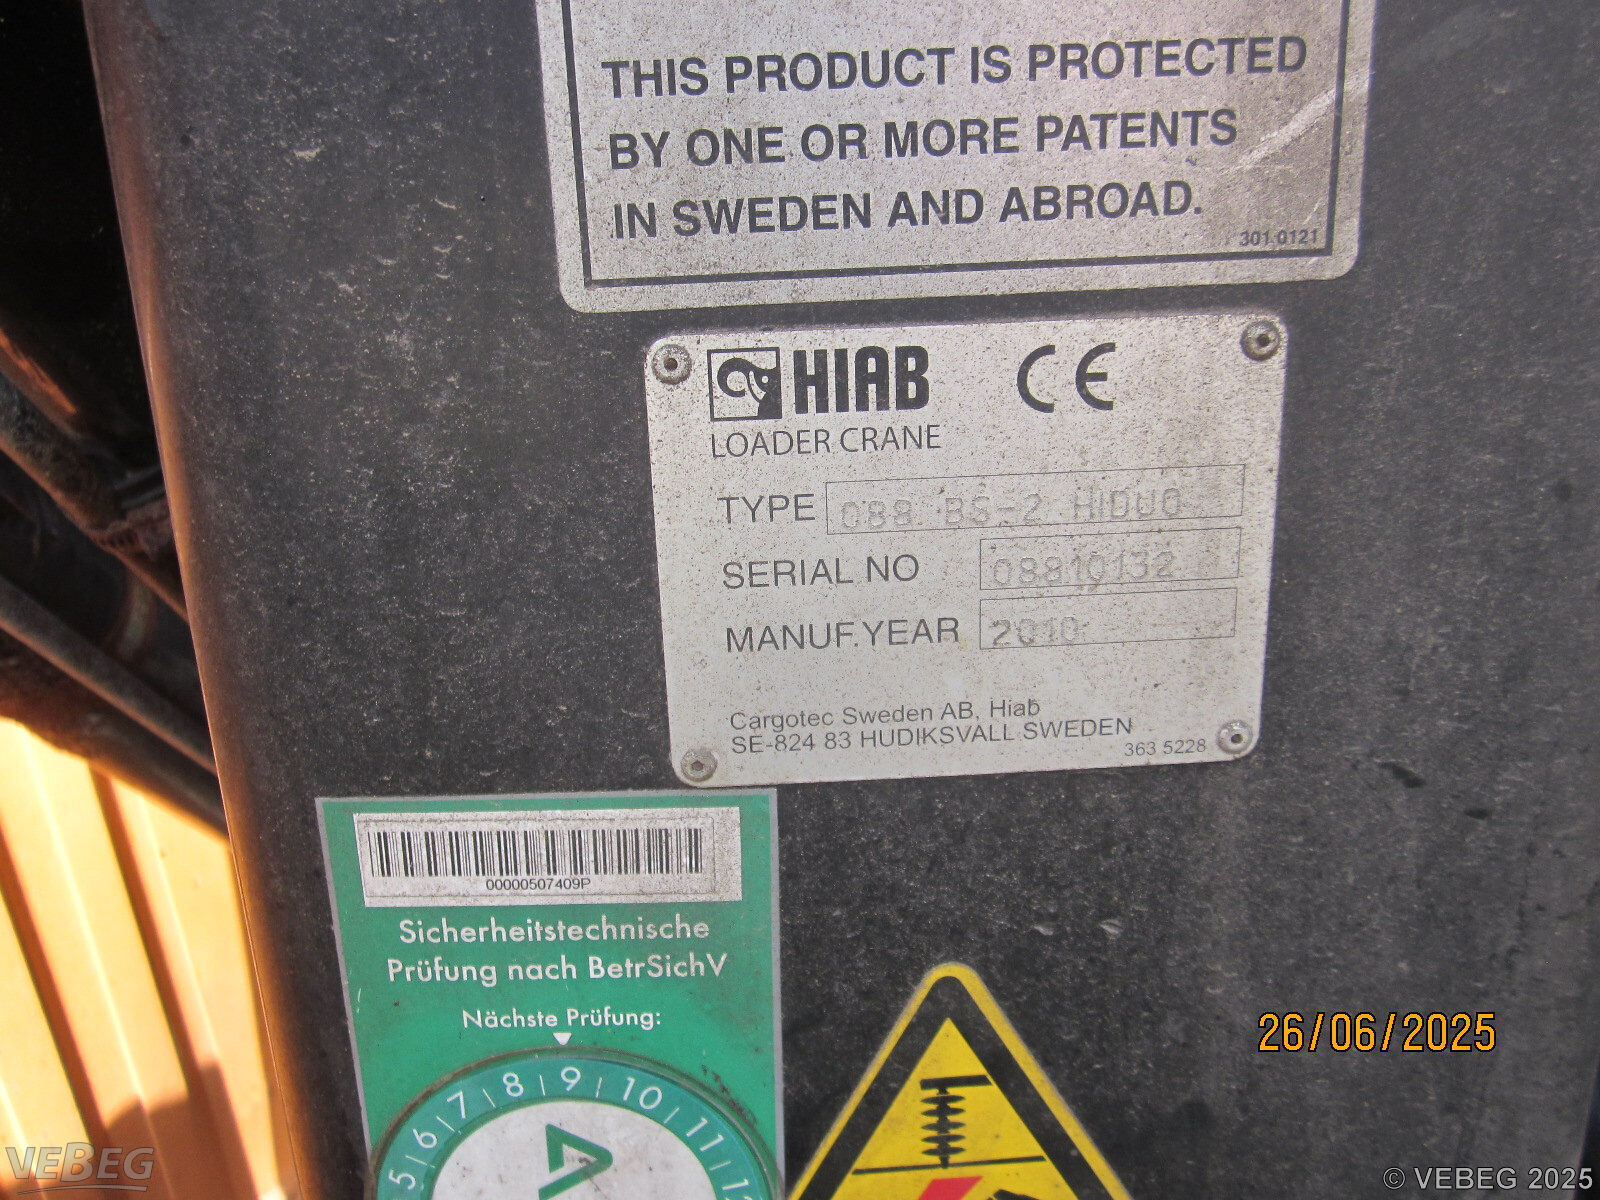 THIS PRODUCT IS PROTECTED
BY ONE OR MORE PATENTS
IN SWEDEN AND ABROAD.
301 0121
HIAB CE
LOADER CRANE
TYPE 088 BS-2 HIDUO
SERIAL NO 08810132
MANUF.YEAR 2010
Cargotec Sweden AB, Hiab
SE-824 83 HUDIKSVALL SWEDEN
363 5228
00000507409P
Sicherheitstechnische
Prüfung nach BetrSichV
Nächste Prüfung:
5 6 7 8 9 10 11
26/06/2025
VEBEG
© VEBEG 2025